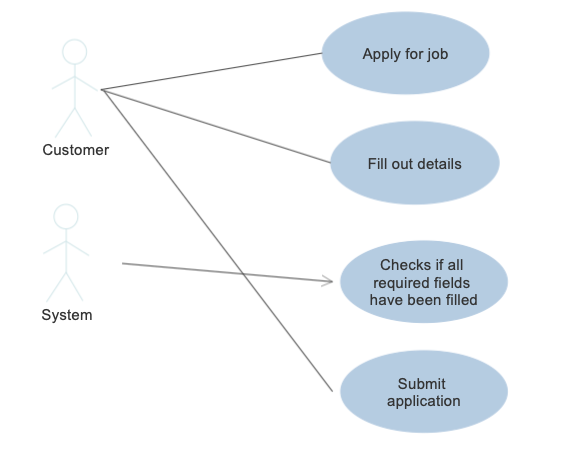 Apply for job
Customer
Fill out details
Checks if all
required fields
have been filled
System
Submit
application